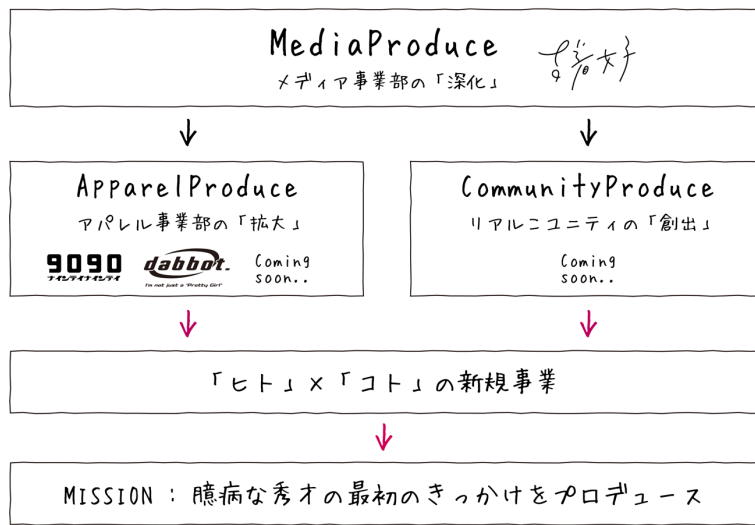 MediaProduce
メディア事業部の「深化」
古着女子
ApparelProduce
アパレル事業部の「拡大」
9090
ナインティナインティ
dabbot.
I'm not just a "Pretty Girl"
Coming
soon..
CommunityProduce
リアルコミュニティの「創出」
Coming
soon..
「ヒト」×「コト」の新規事業
MISSION : 臆病な秀才の最初のきっかけをプロデュース